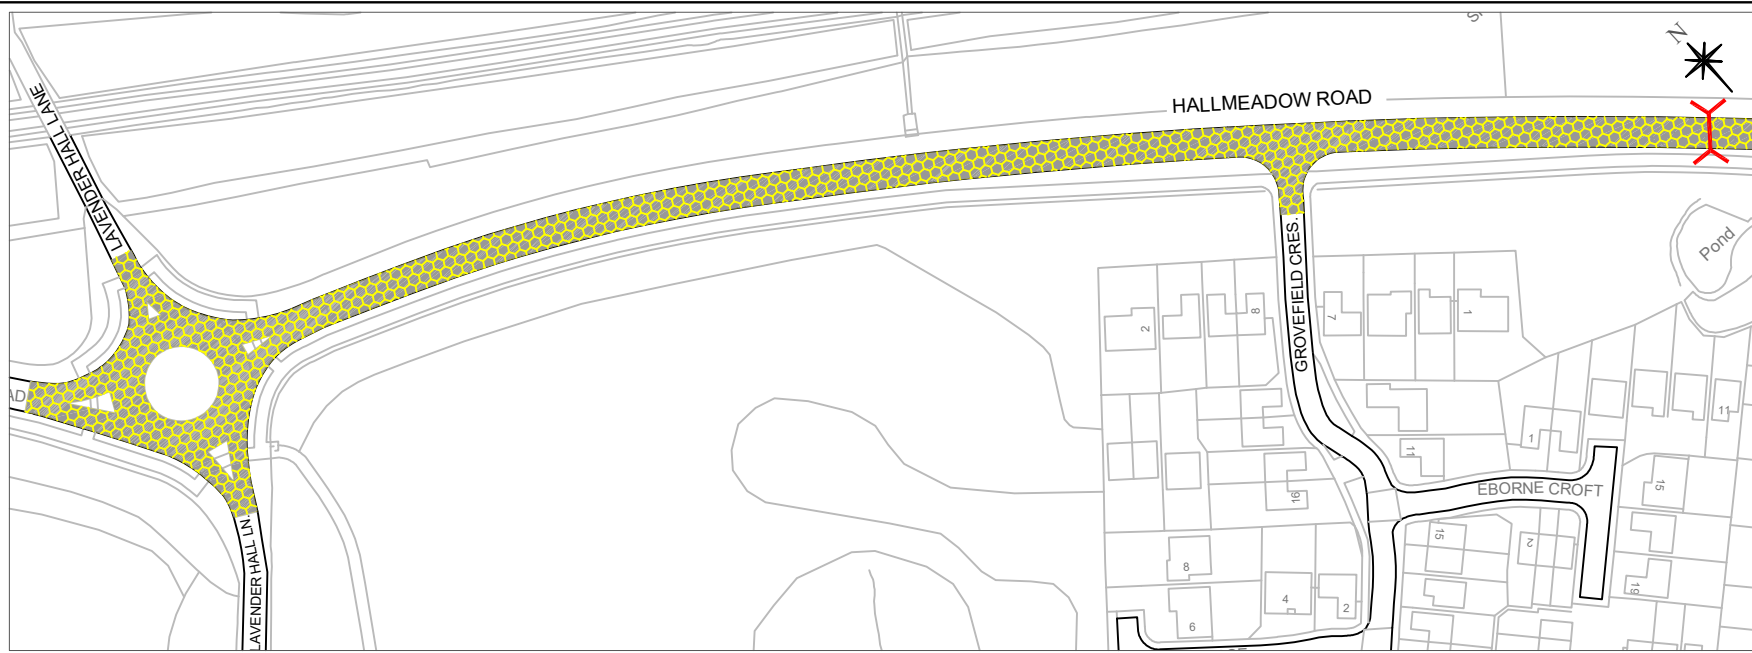 N
HALLMEADOW ROAD
LAVENDER HALL LANE
GROVEFIELD CRES.
Pond
2
8
7
1
AD
11
1
11
EBORNE CROFT
15
16
15
2
8
19
4
2
6
LAVENDER HALL LN.